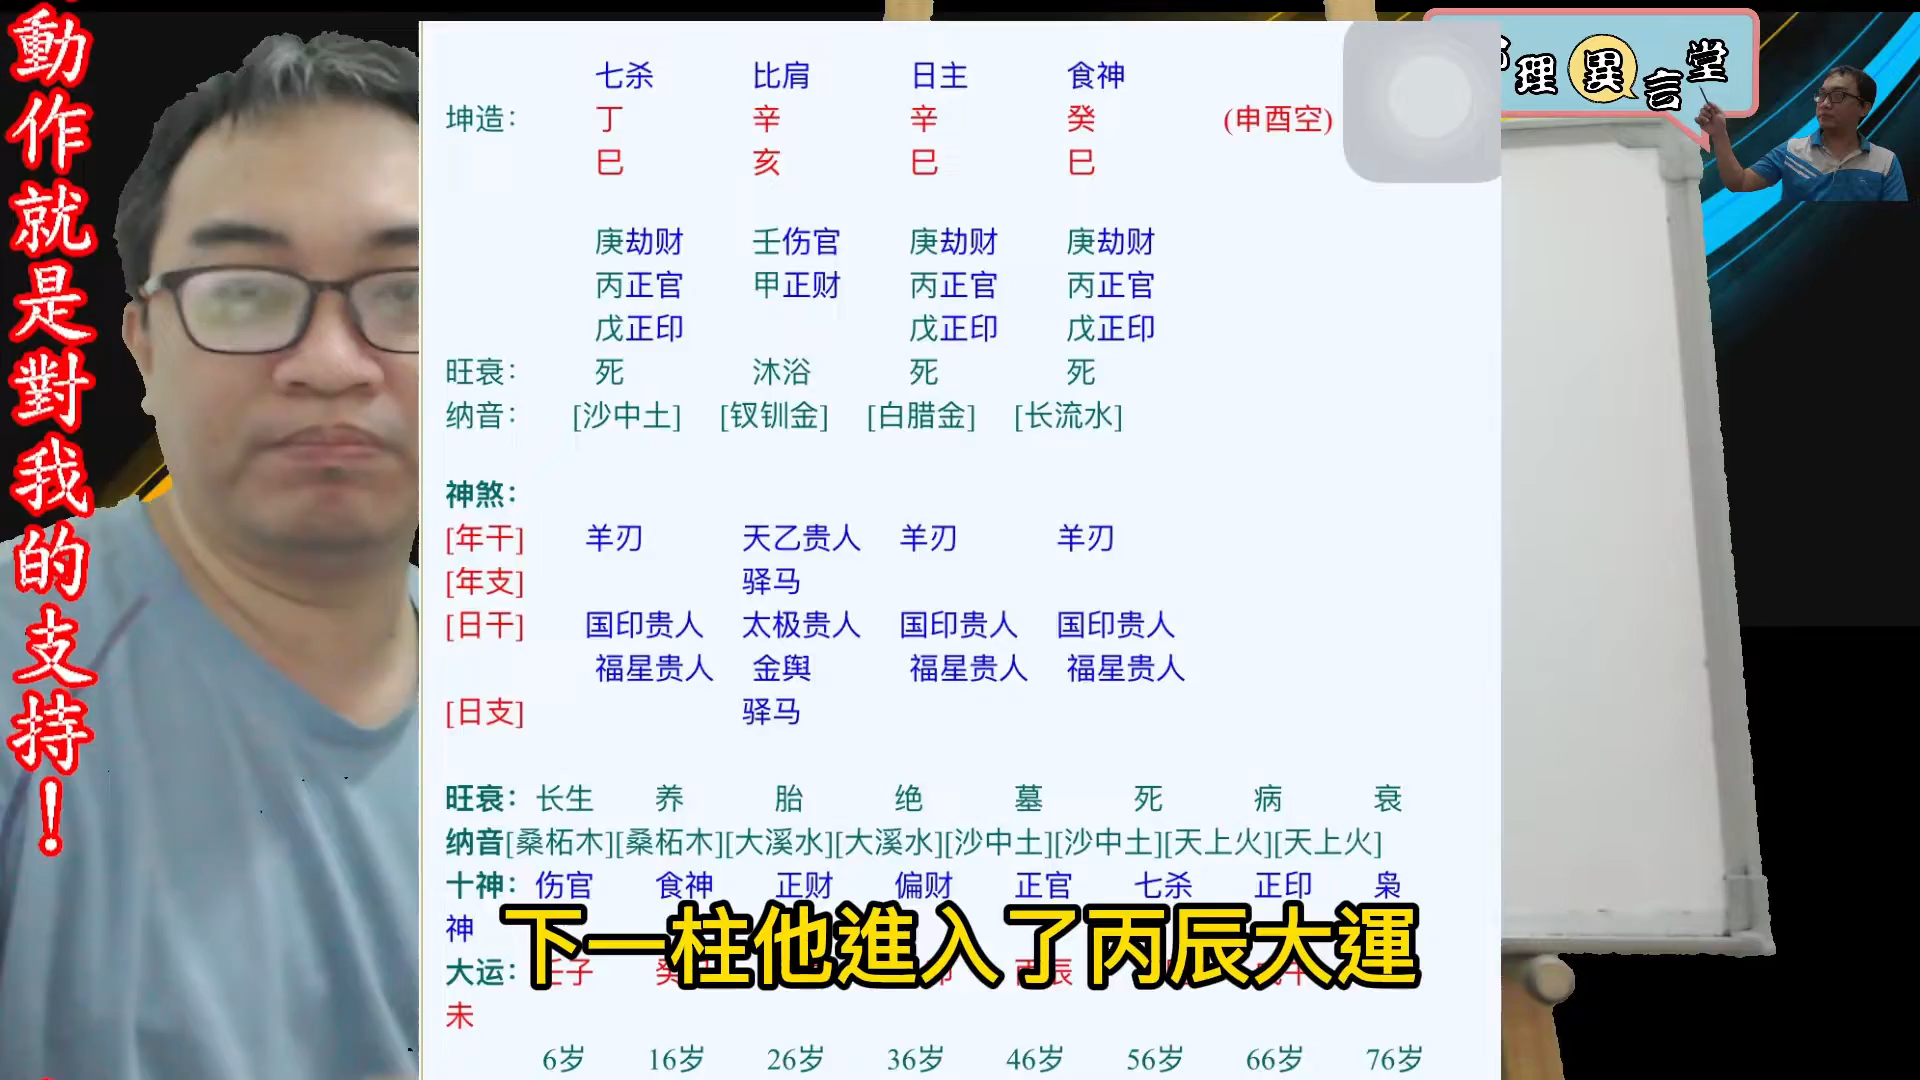 動作就是對我的支持！
七杀 比肩 日主 食神
坤造： 丁 辛 辛 癸 (申酉空)
巳 亥 巳 巳
庚劫财 壬伤官 庚劫财 庚劫财
丙正官 甲正财 丙正官 丙正官
戊正印 戊正印 戊正印
旺衰： 死 沐浴 死 死
纳音： [沙中土] [钗钏金] [白腊金] [长流水]
神煞：
[年干] 羊刃 天乙贵人 羊刃 羊刃
[年支] 驿马
[日干] 国印贵人 太极贵人 国印贵人 国印贵人
福星贵人 金舆 福星贵人 福星贵人
[日支] 驿马
旺衰：长生 养 胎 绝 墓 死 病 衰
纳音[桑柘木][桑柘木][大溪水][大溪水][沙中土][沙中土][天上火][天上火]
十神：伤官 食神 正财 偏财 正官 七杀 正印 枭
神
大运：
未
6岁 16岁 26岁 36岁 46岁 56岁 66岁 76岁
下一柱他進入了丙辰大運
理異言堂